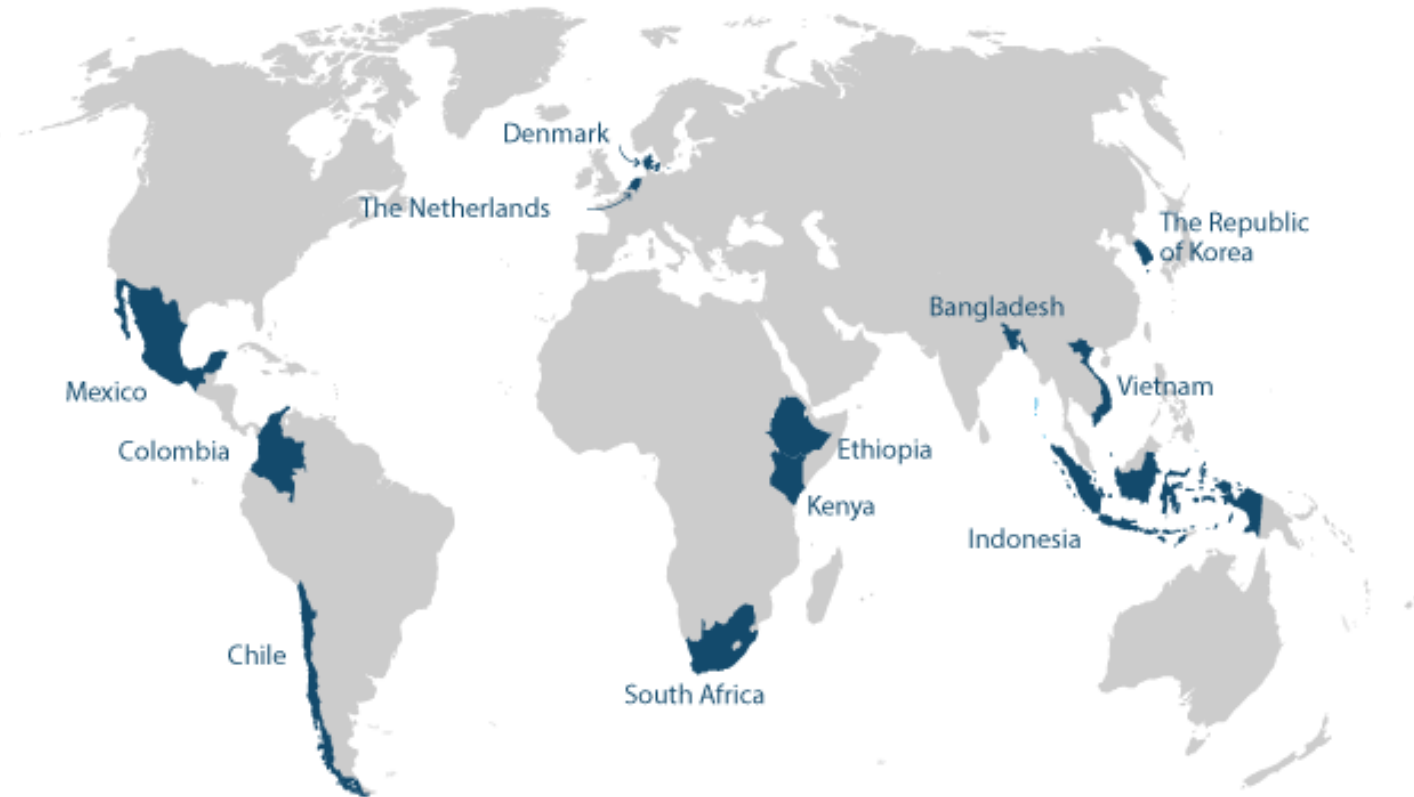 Denmark
The Netherlands
The Republic
of Korea
Bangladesh
Mexico
Vietnam
Colombia
Ethiopia
Kenya
Indonesia
Chile
South Africa